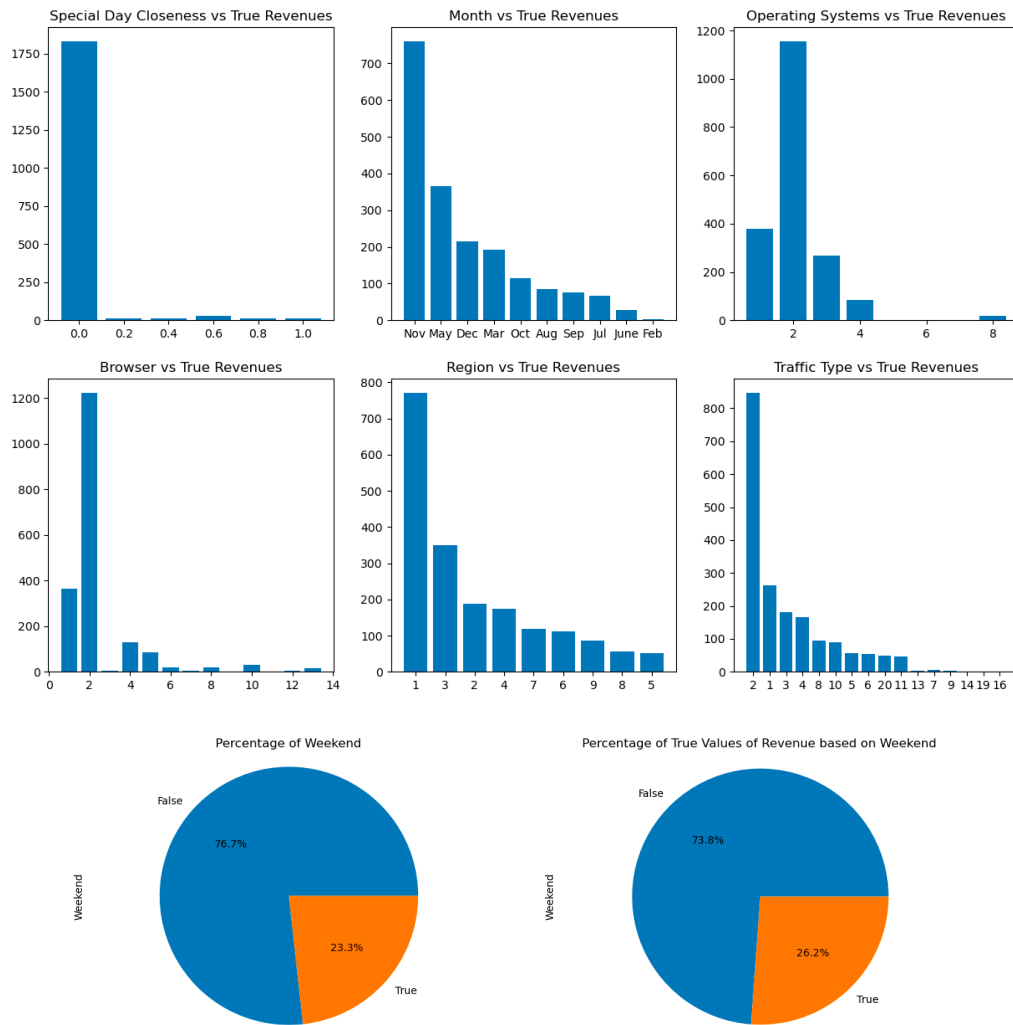 Special Day Closeness vs True Revenues
1750
1500
1250
1000
750
500
250
0
0.0 0.2 0.4 0.6 0.8 1.0
Month vs True Revenues
700
600
500
400
300
200
100
0
Nov May Dec Mar Oct Aug Sep Jul June Feb
Operating Systems vs True Revenues
1200
1000
800
600
400
200
0
2 4 6 8
Browser vs True Revenues
1200
1000
800
600
400
200
0
0 2 4 6 8 10 12 14
Region vs True Revenues
800
700
600
500
400
300
200
100
0
1 3 2 4 7 6 9 8 5
Traffic Type vs True Revenues
800
700
600
500
400
300
200
100
0
2 1 3 4 8 10 5 6 20 11 13 7 9 14 19 16
Percentage of Weekend
False
76.7%
Weekend
23.3%
True
Percentage of True Values of Revenue based on Weekend
False
73.8%
Weekend
26.2%
True